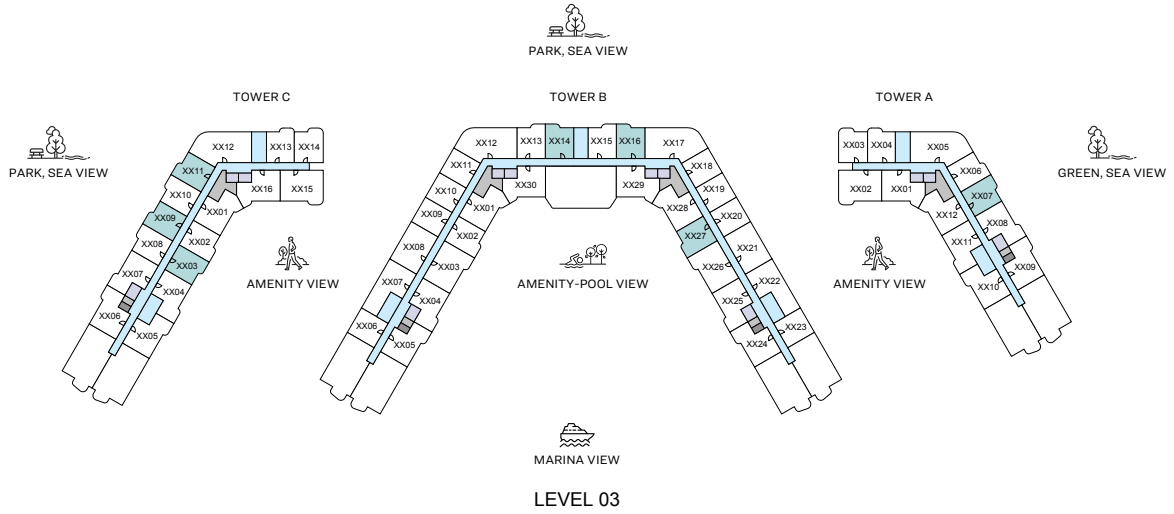 PARK, SEA VIEW
TOWER C
TOWER B
TOWER A
PARK, SEA VIEW
GREEN, SEA VIEW
XX12
XX13
XX14
XX11
XX16
XX15
XX10
XX01
XX09
XX02
XX08
XX03
XX07
XX04
XX06
XX05
AMENITY VIEW
XX12
XX13
XX14
XX15
XX16
XX17
XX11
XX30
XX29
XX18
XX10
XX01
XX28
XX19
XX09
XX02
XX27
XX20
XX08
XX03
XX26
XX21
XX07
XX04
XX25
XX22
XX06
XX05
XX24
XX23
AMENITY-POOL VIEW
XX03
XX04
XX05
XX02
XX01
XX06
XX12
XX07
XX11
XX08
XX10
XX09
AMENITY VIEW
MARINA VIEW
LEVEL 03